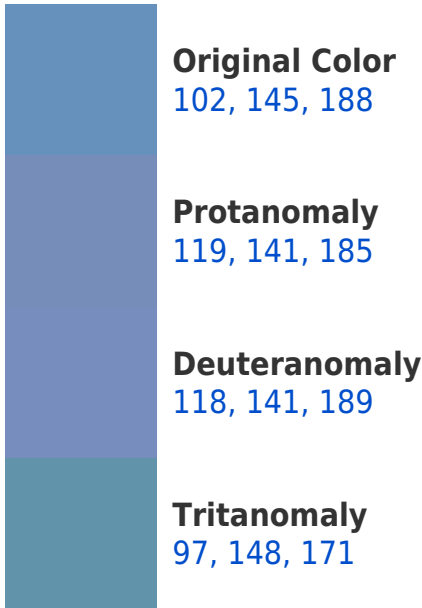 Original Color
102, 145, 188
Protanomaly
119, 141, 185
Deuteranomaly
118, 141, 189
Tritanomaly
97, 148, 171